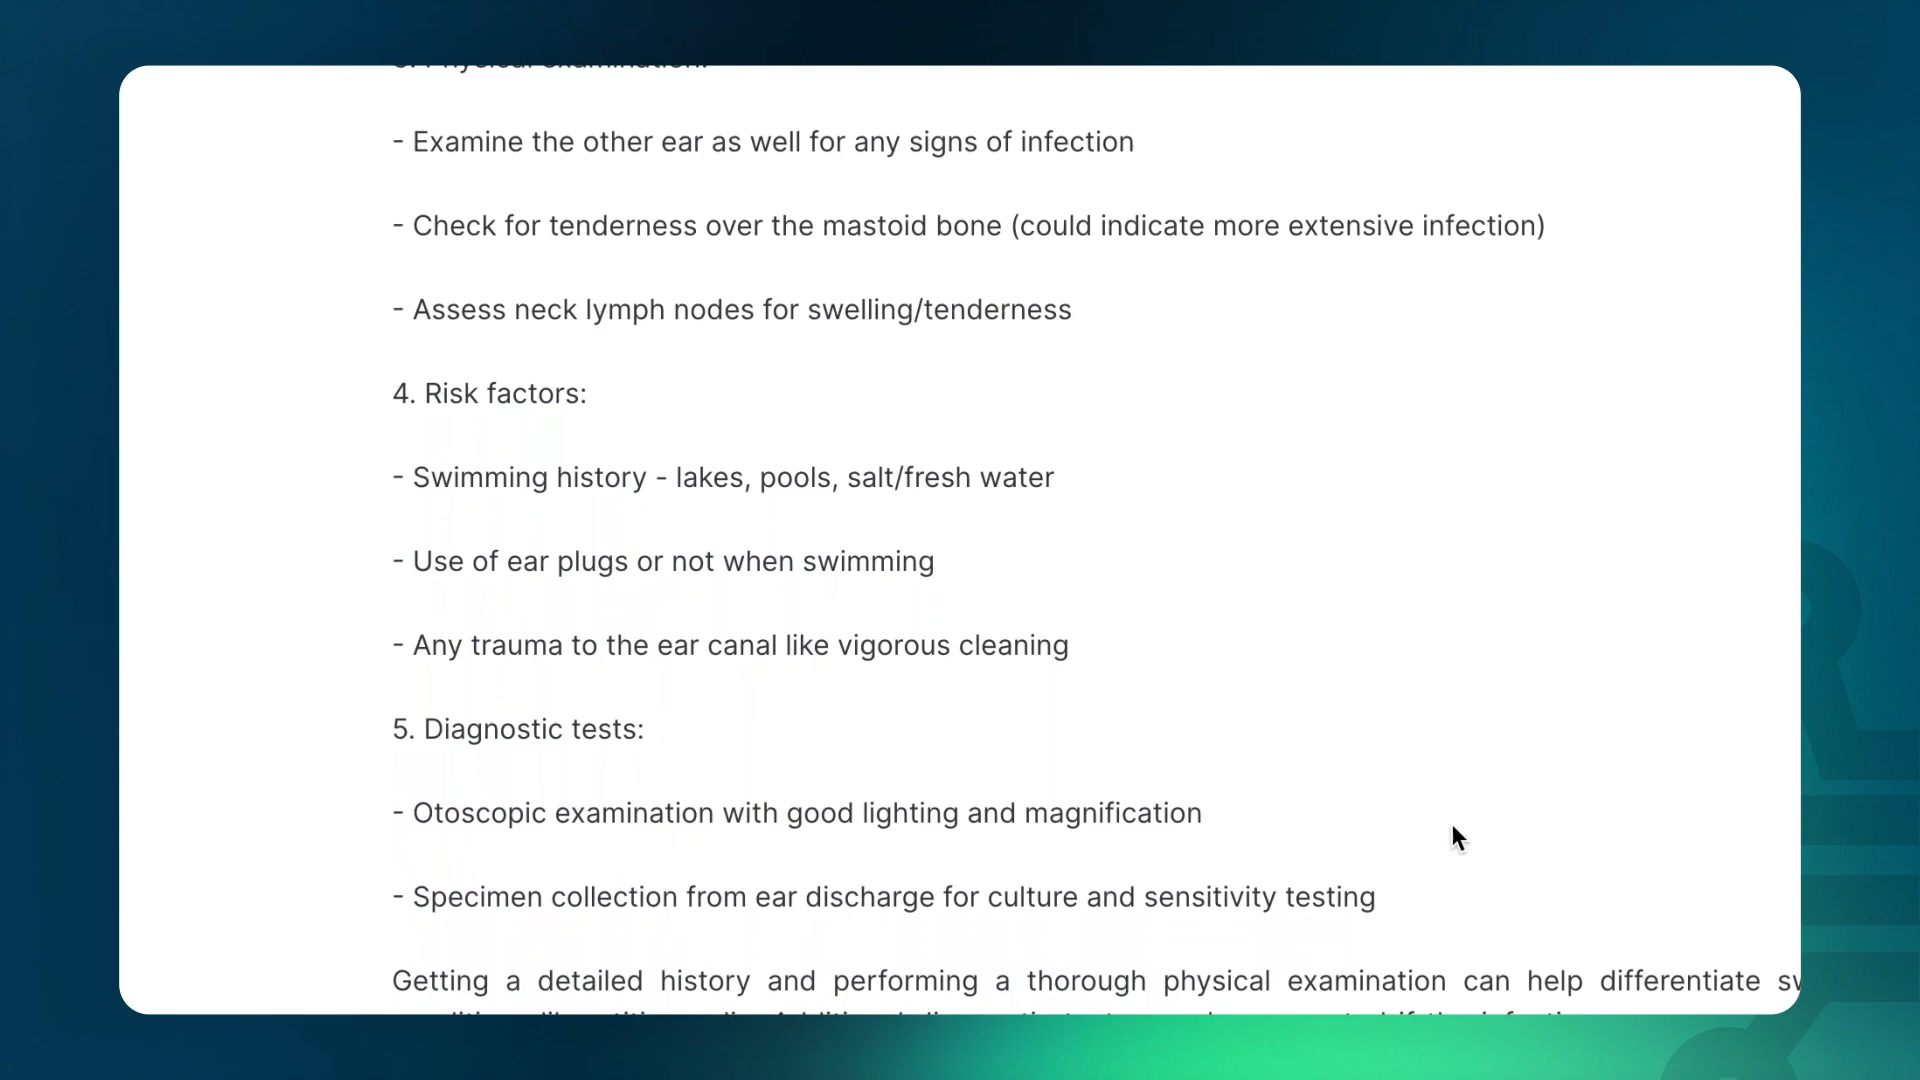 3. Physical examination:
- Examine the other ear as well for any signs of infection
- Check for tenderness over the mastoid bone (could indicate more extensive infection)
- Assess neck lymph nodes for swelling/tenderness
4. Risk factors:
- Swimming history - lakes, pools, salt/fresh water
- Use of ear plugs or not when swimming
- Any trauma to the ear canal like vigorous cleaning
5. Diagnostic tests:
- Otoscopic examination with good lighting and magnification
- Specimen collection from ear discharge for culture and sensitivity testing
Getting a detailed history and performing a thorough physical examination can help differentiate